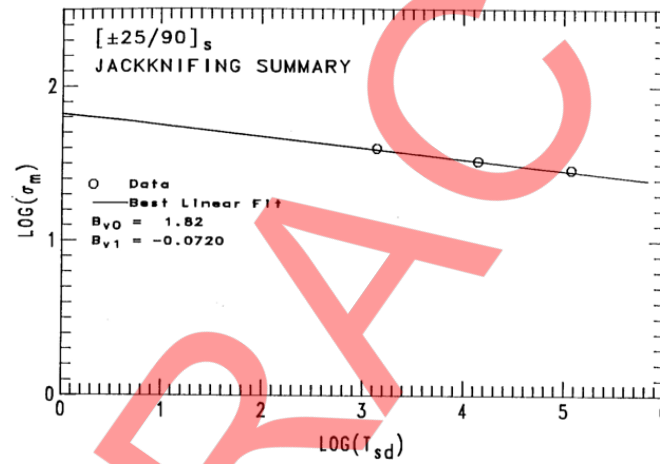 [±25/90]s
JACKKNIFING SUMMARY
2
LOG(σm)
O Data
Best Linear Fit
Bv0 = 1.82
Bv1 = -0.0720
1
0
0 1 2 3 4 5
LOG(Tsd)
RAC